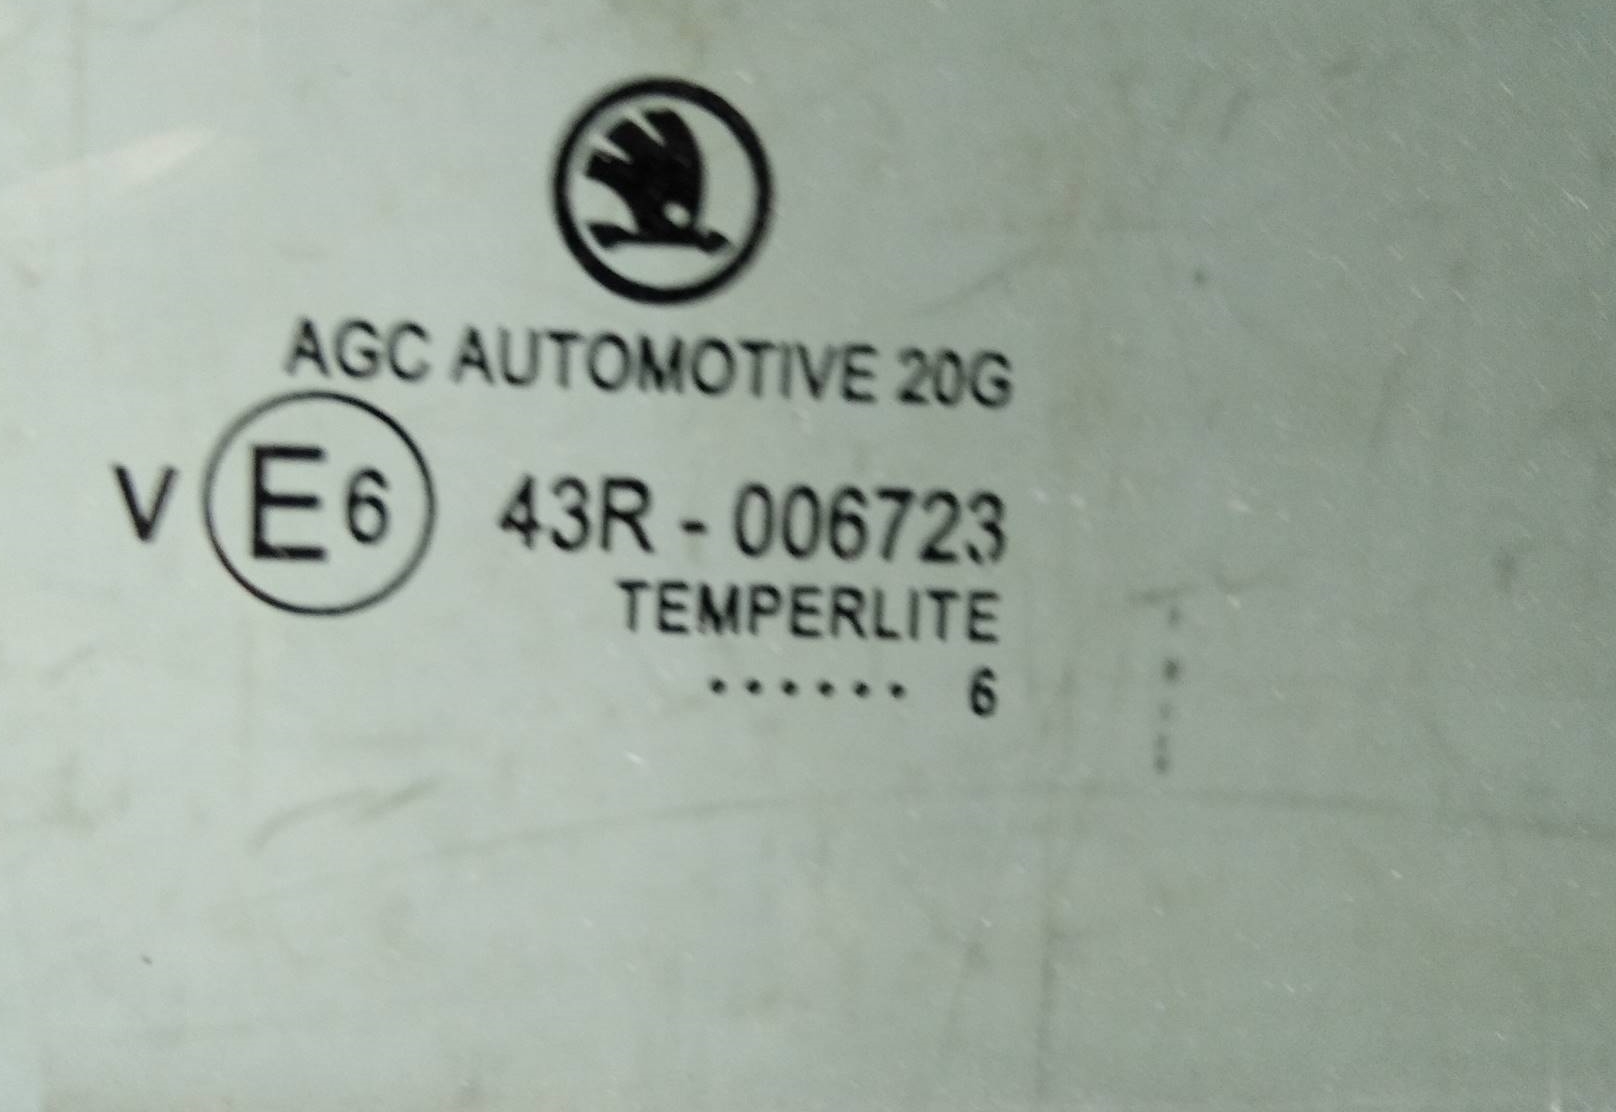 AGC AUTOMOTIVE 20G
V E6 43R - 006723
TEMPERLITE
...... 6